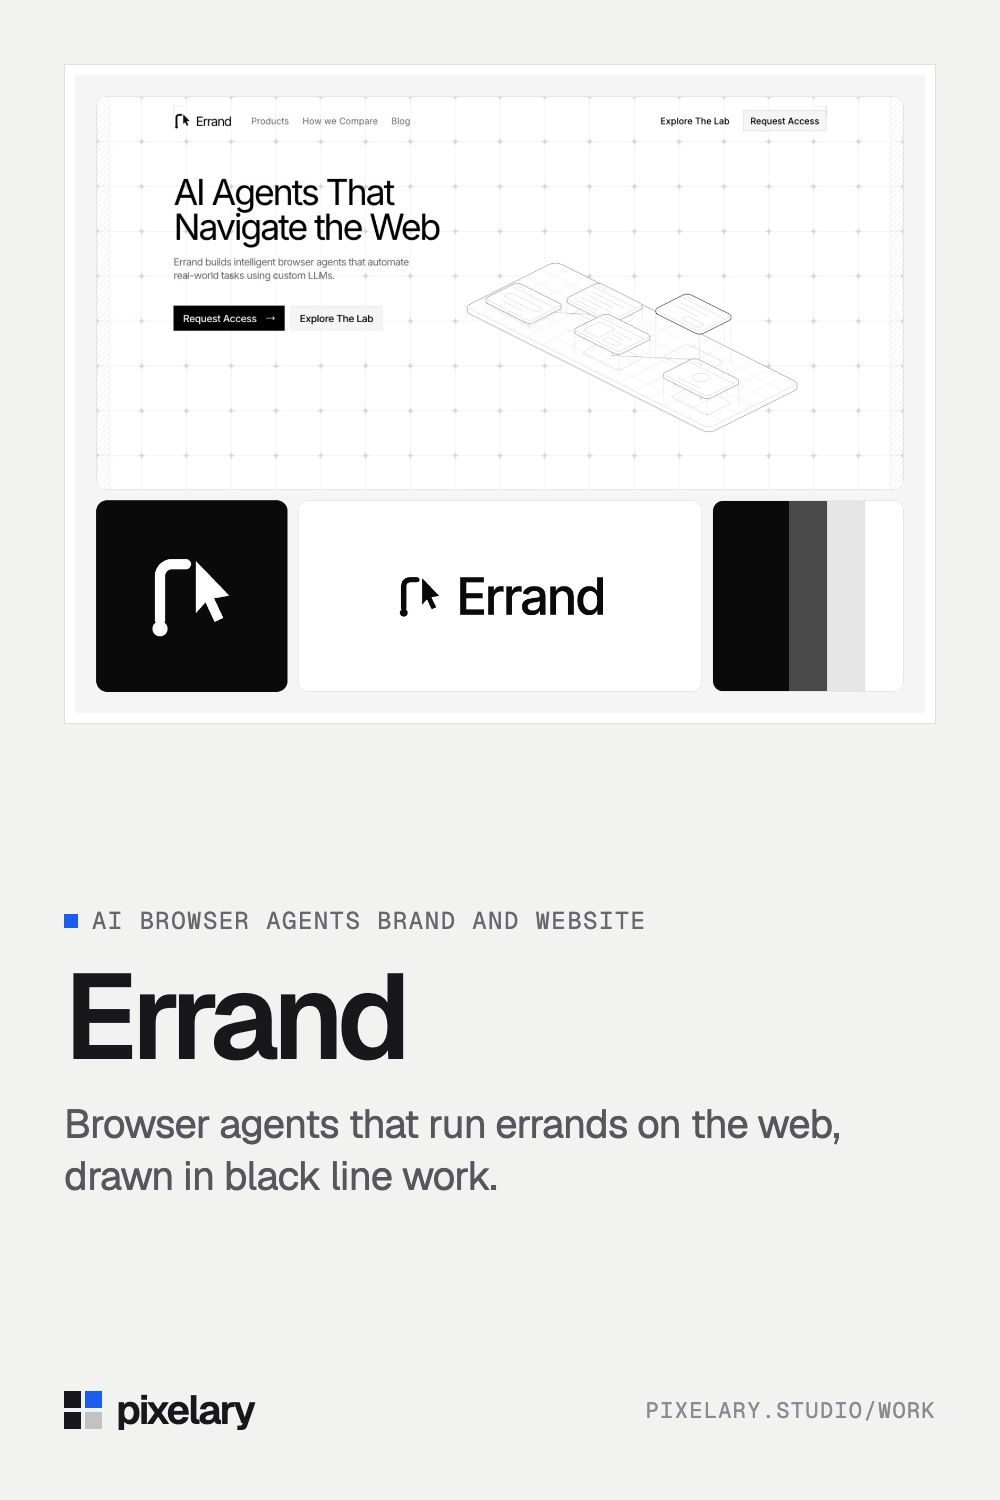 Errand Products How we Compare Blog Explore The Lab Request Access
AI Agents That
Navigate the Web
Errand builds intelligent browser agents that automate
real-world tasks using custom LLMs.
Request Access → Explore The Lab
Errand
AI BROWSER AGENTS BRAND AND WEBSITE
Errand
Browser agents that run errands on the web,
drawn in black line work.
pixelary PIXELARY.STUDIO/WORK